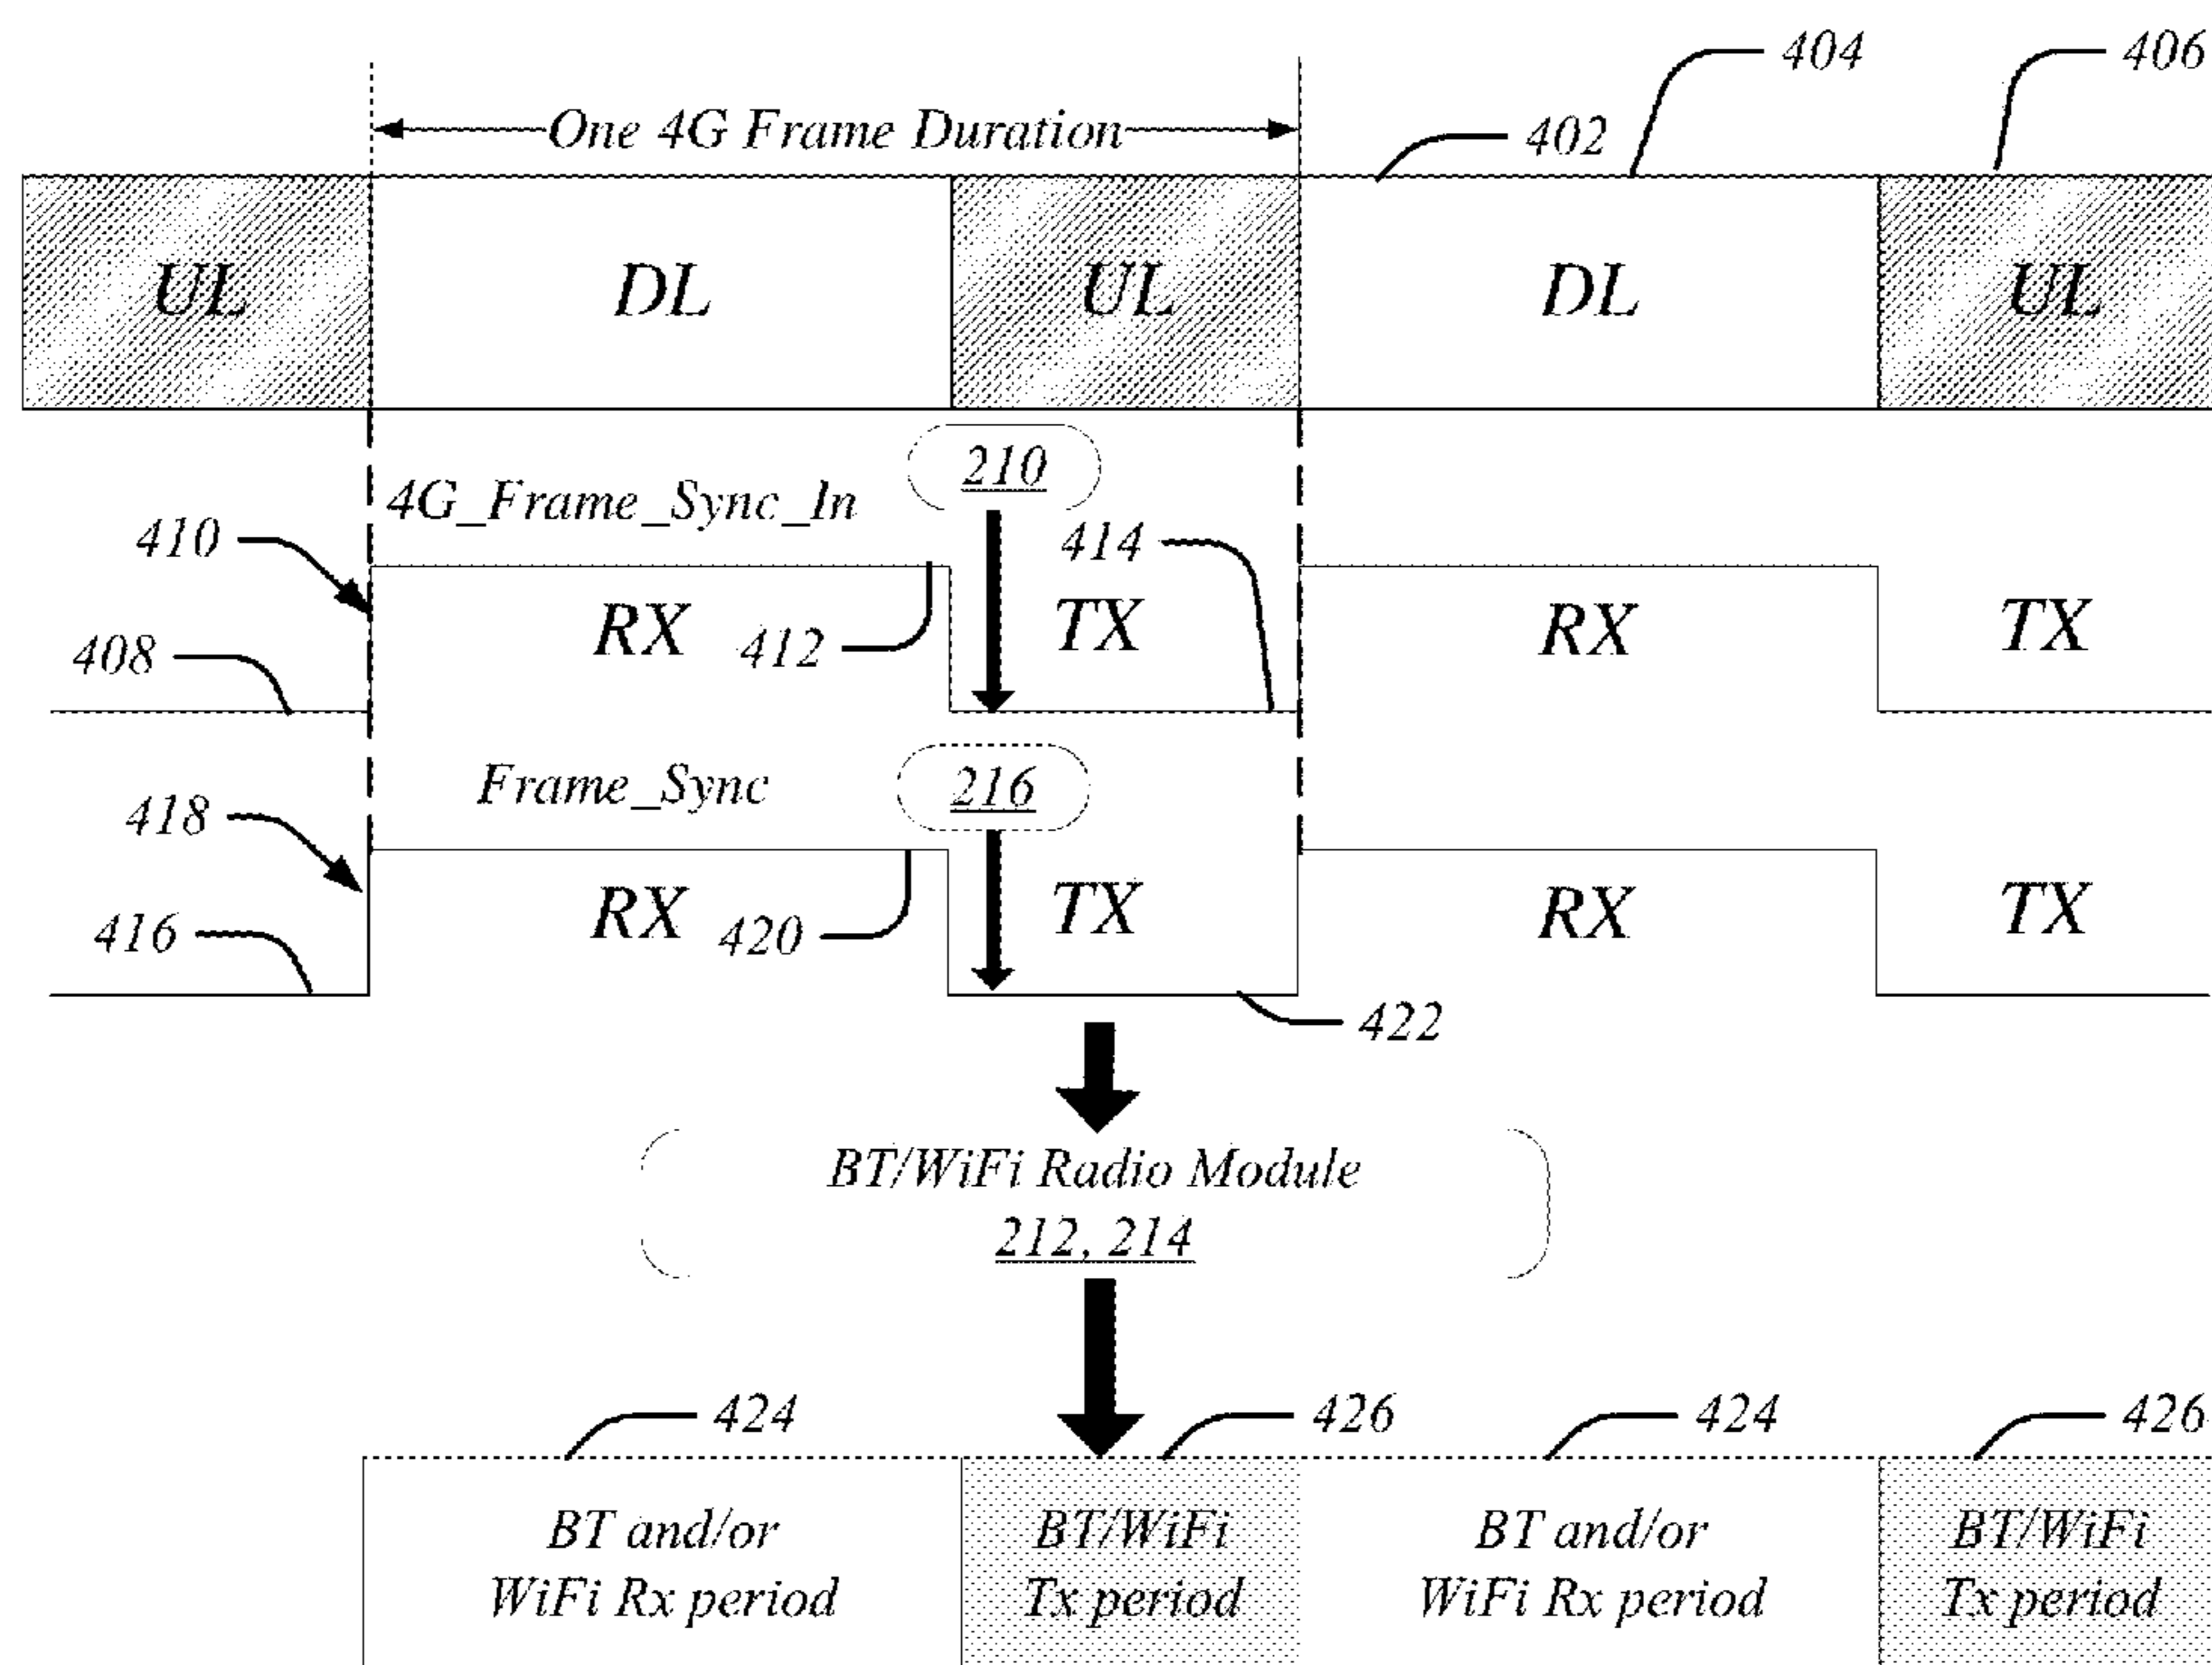 404
406
One 4G Frame Duration
402
UL DL UL DL UL
210
4G_Frame_Sync_In
410
414
RX 412 TX RX TX
408
Frame_Sync
216
418
RX 420 TX RX TX
416
422
BT/WiFi Radio Module
212, 214
424 426 424 426
BT and/or BT/WiFi BT and/or BT/WiFi
WiFi Rx period Tx period WiFi Rx period Tx period